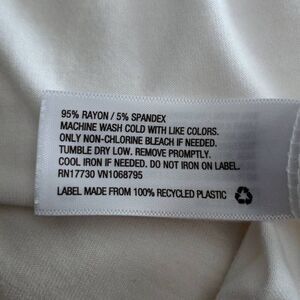 95% RAYON / 5% SPANDEX
MACHINE WASH COLD WITH LIKE COLORS.
ONLY NON-CHLORINE BLEACH IF NEEDED.
TUMBLE DRY LOW. REMOVE PROMPTLY.
COOL IRON IF NEEDED. DO NOT IRON ON LABEL.
RN17730 VN1068795
LABEL MADE FROM 100% RECYCLED PLASTIC